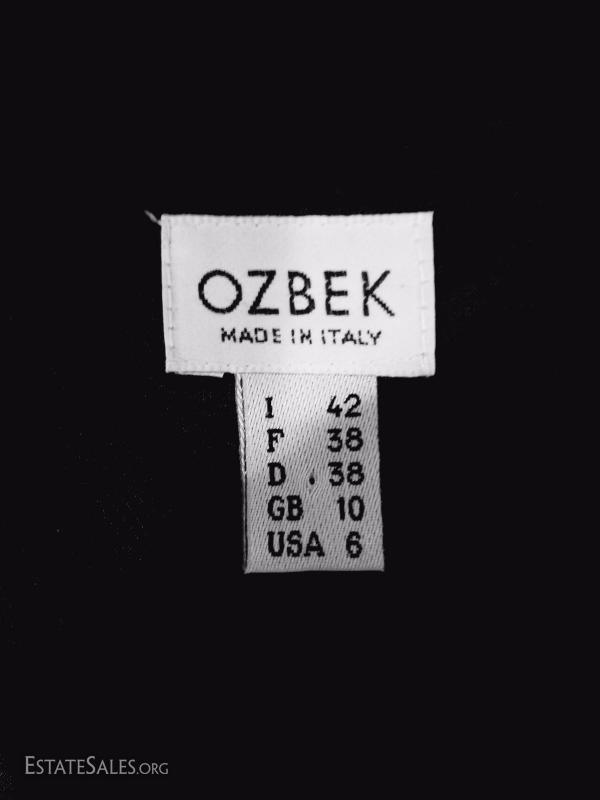 OZBEK
MADE IN ITALY
I 42
F 38
D 38
GB 10
USA 6
ESTATESALES.ORG